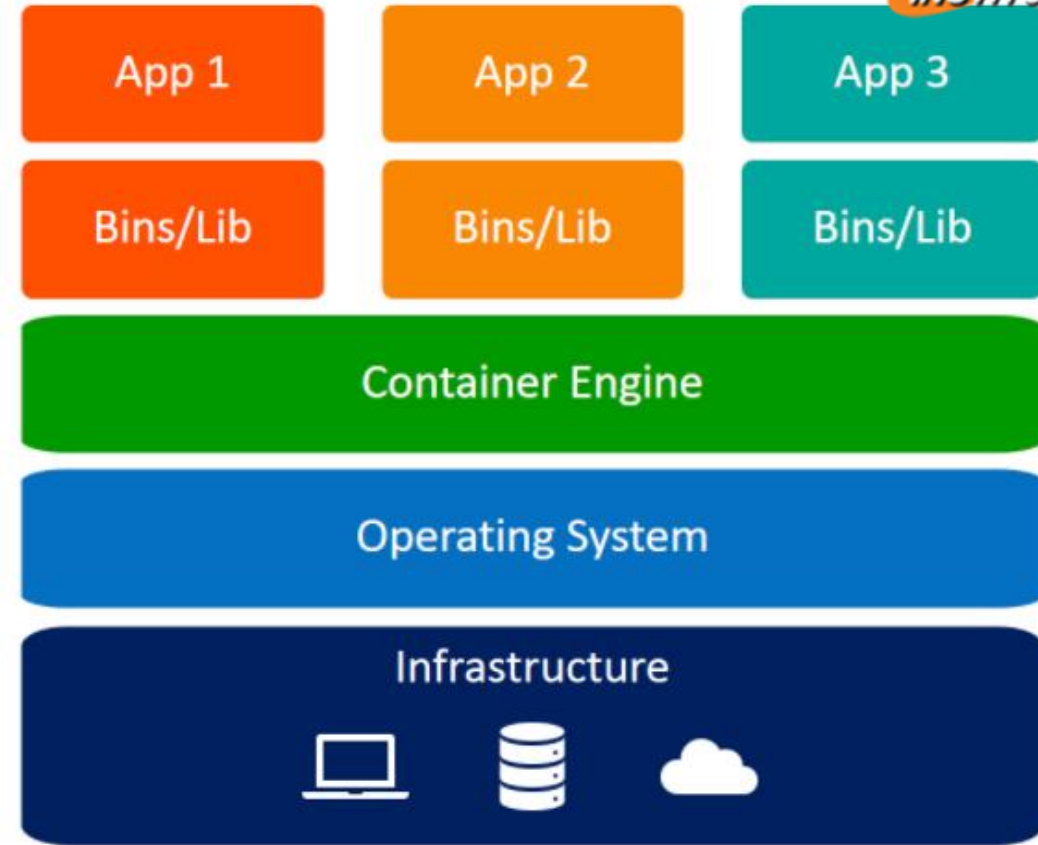 App 1
App 2
App 3
Bins/Lib
Bins/Lib
Bins/Lib
Container Engine
Operating System
Infrastructure